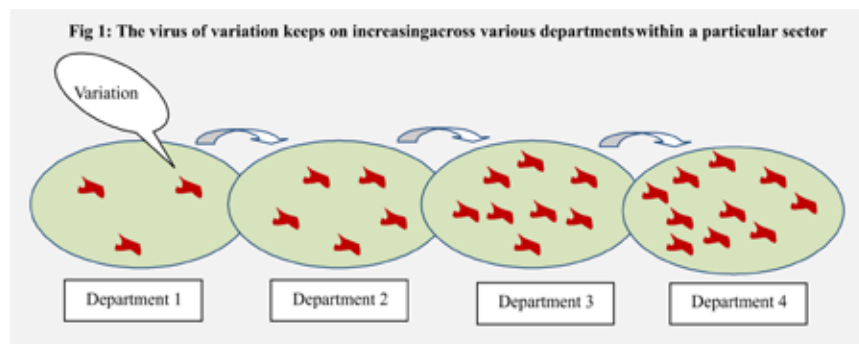 Fig 1: The virus of variation keeps on increasingacross various departmentswithin a particular sector
Variation
Department 1
Department 2
Department 3
Department 4